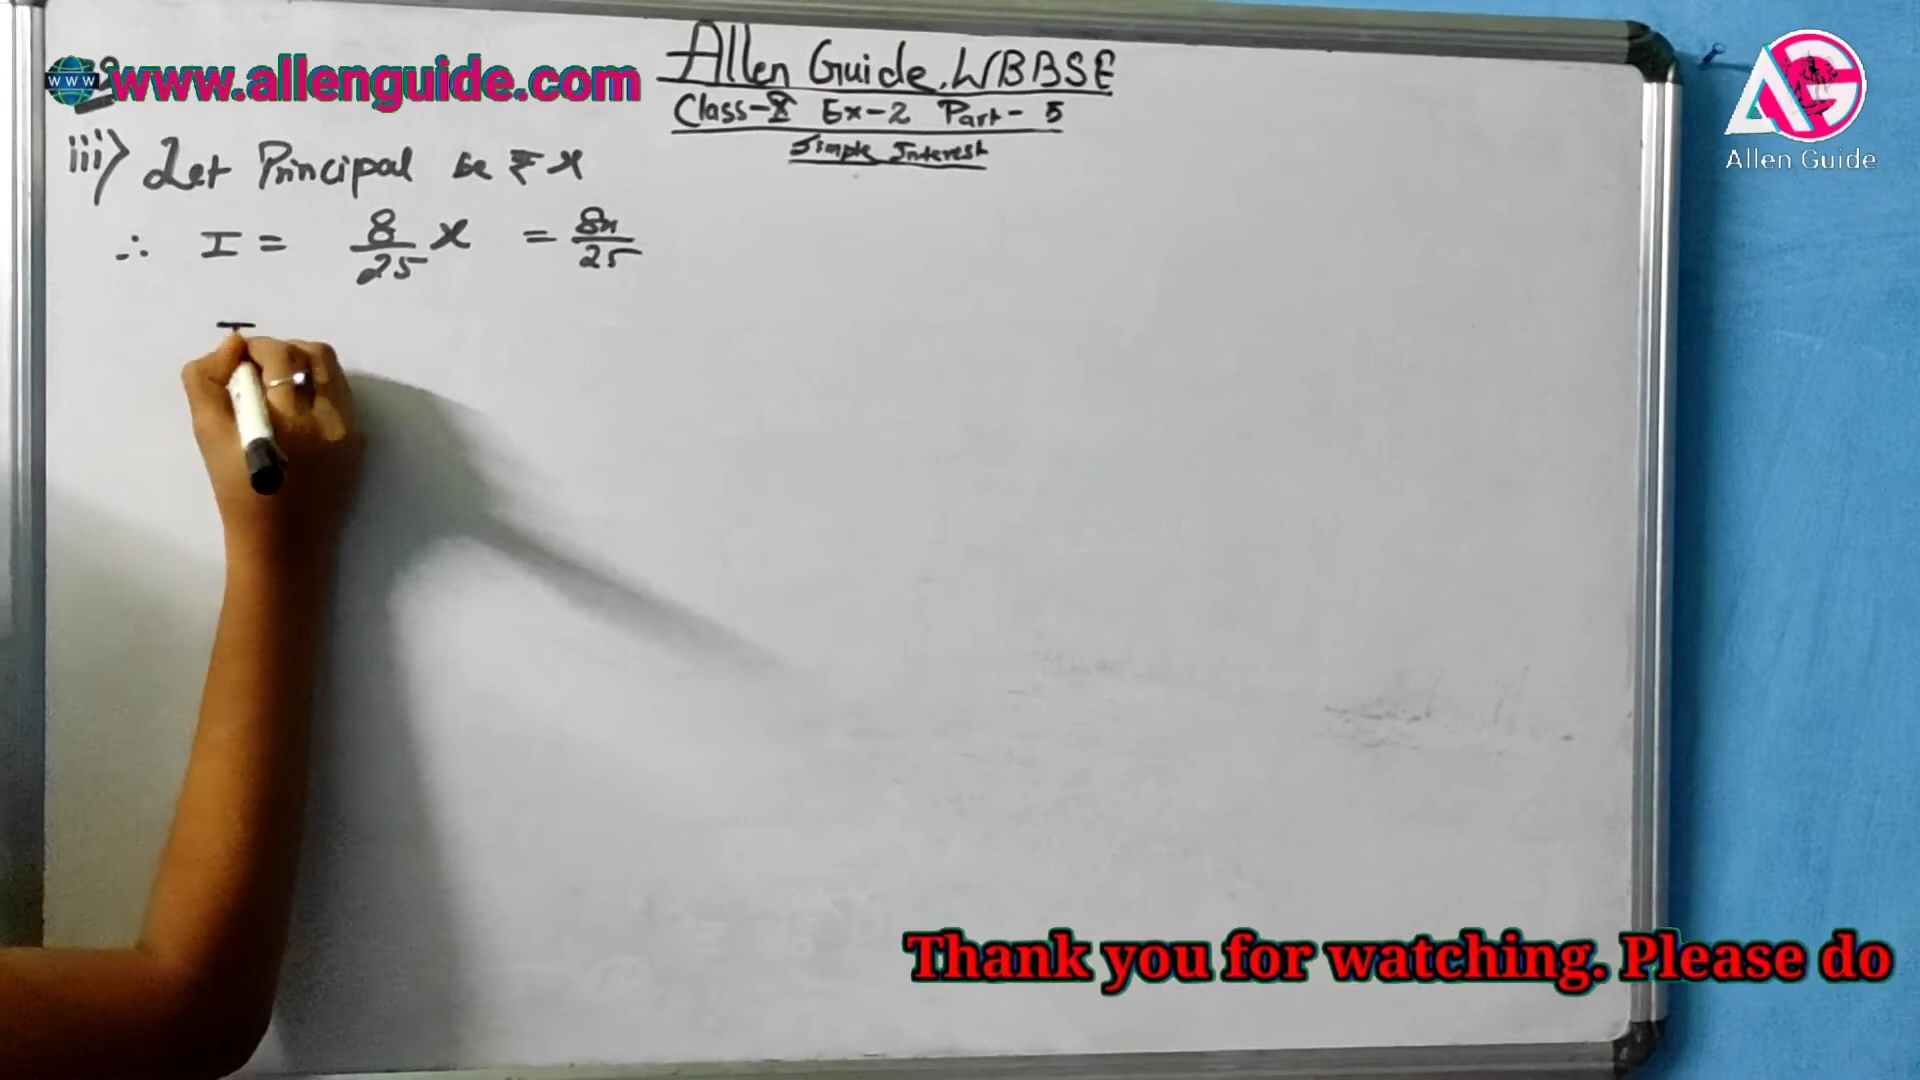 www.allenguide.com
Allen Guide, WBBSE
Class-8 Ex-2 Part- 5
Simple Interest
iii) Let Principal be ₹ x
∴ I = 8/25 x = 8x/25
AG
Allen Guide
Thank you for watching. Please do